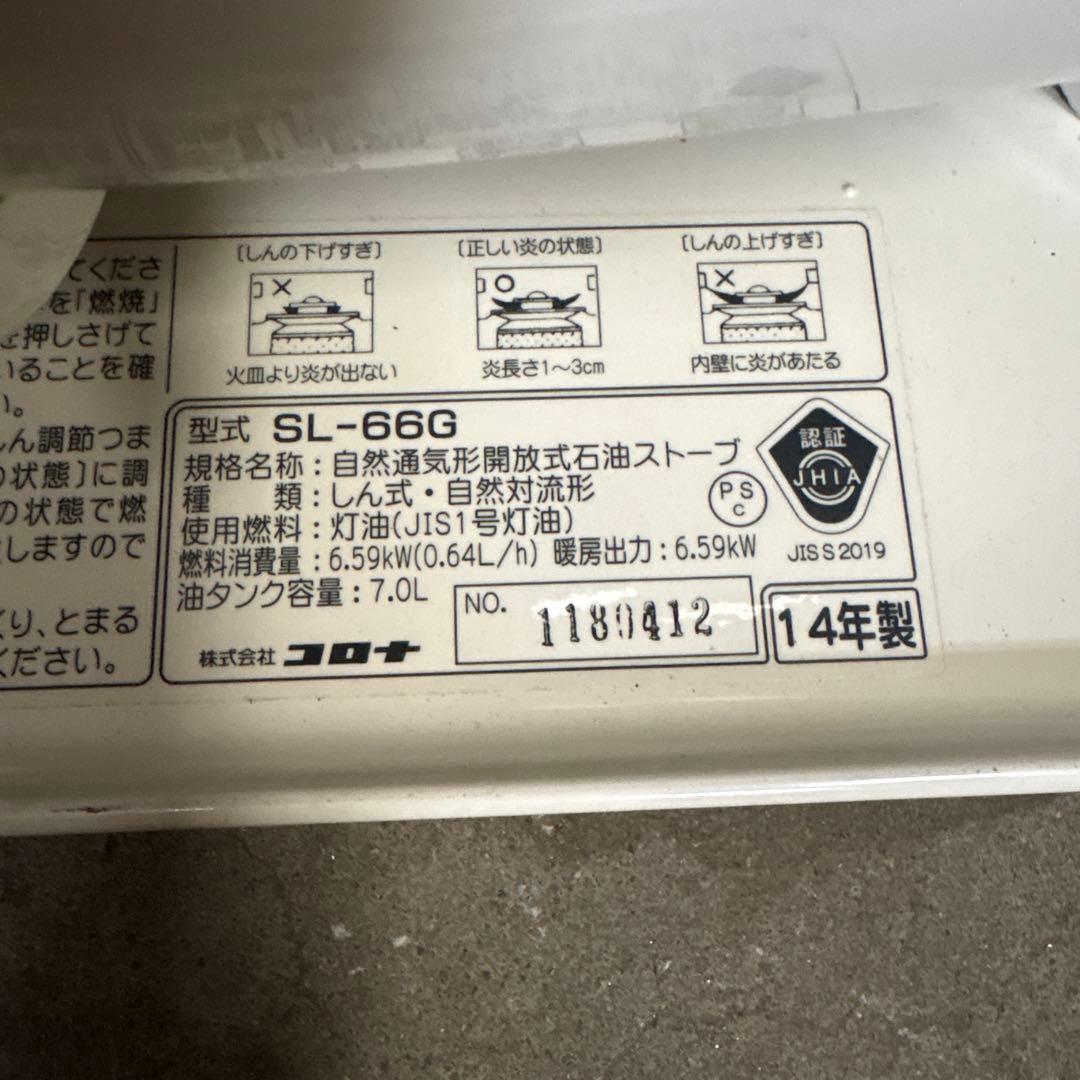 てくださ
を「燃焼」
を押しさげて
いることを確
い。
しん調節つま
の状態〕に調
の状態で燃
しますので
くり、とまる
ください。
〔しんの下げすぎ〕
火皿より炎が出ない
〔正しい炎の状態〕
炎長さ1〜3cm
〔しんの上げすぎ〕
内壁に炎があたる
型式 SL-66G
規格名称：自然通気形開放式石油ストーブ
種　　類：しん式・自然対流形
使用燃料：灯油(JIS1号灯油)
燃料消費量：6.59kW(0.64L/h) 暖房出力：6.59kW
油タンク容量：7.0L
PS
C
認証
JHIA
JIS S 2019
株式会社 コロナ
NO. 1180412
14年製